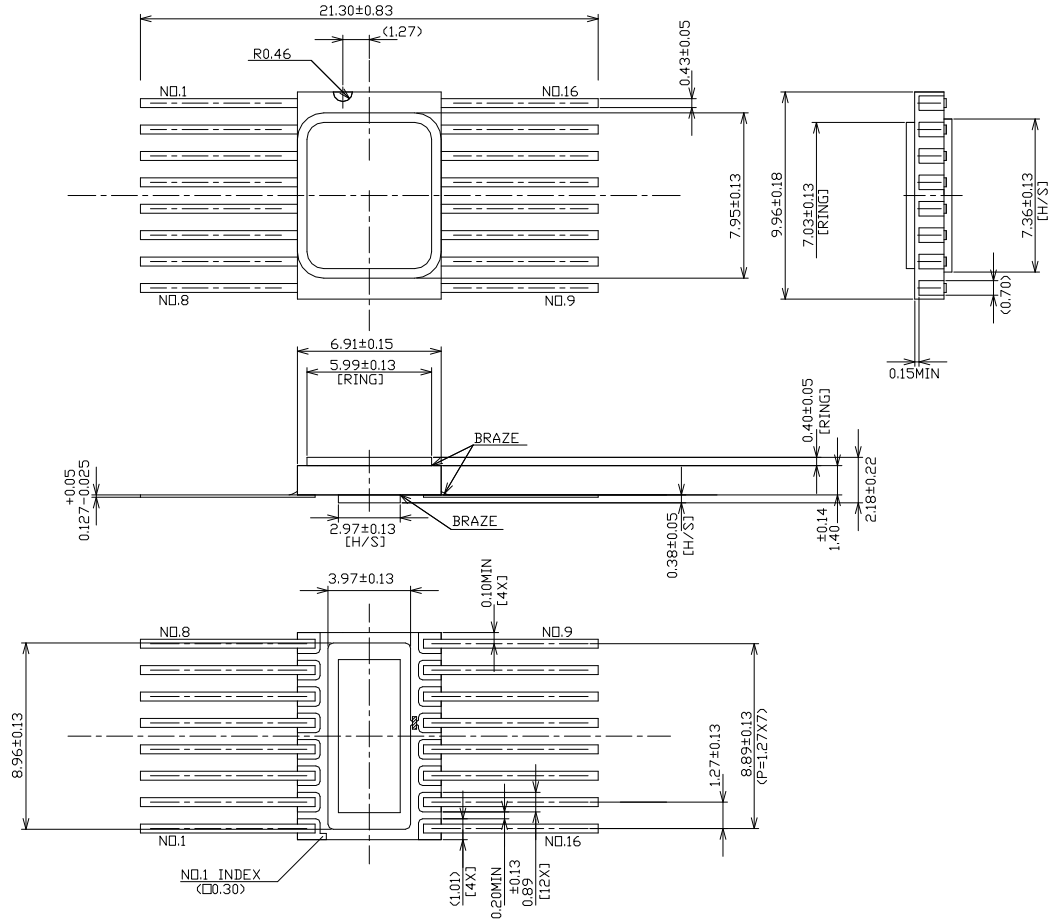 21.30±0.83
(1.27)
R0.46
0.43±0.05
NO.1
NO.16
7.95±0.13
9.96±0.18
7.03±0.13
[RING]
7.36±0.13
[H/S]
NO.8
NO.9
(0.70)
0.15MIN
6.91±0.15
5.99±0.13
[RING]
BRAZE
0.40±0.05
[RING]
+0.05
0.127-0.025
2.97±0.13
[H/S]
BRAZE
0.38±0.05
[H/S]
±0.14
1.40
2.18±0.22
3.97±0.13
0.10MIN
[4X]
NO.8
NO.9
8.96±0.13
1.27±0.13
8.89±0.13
(P=1.27X7)
NO.1
NO.16
NO.1 INDEX
(□0.30)
(1.01)
[4X]
0.20MIN
±0.13
0.89
[12X]